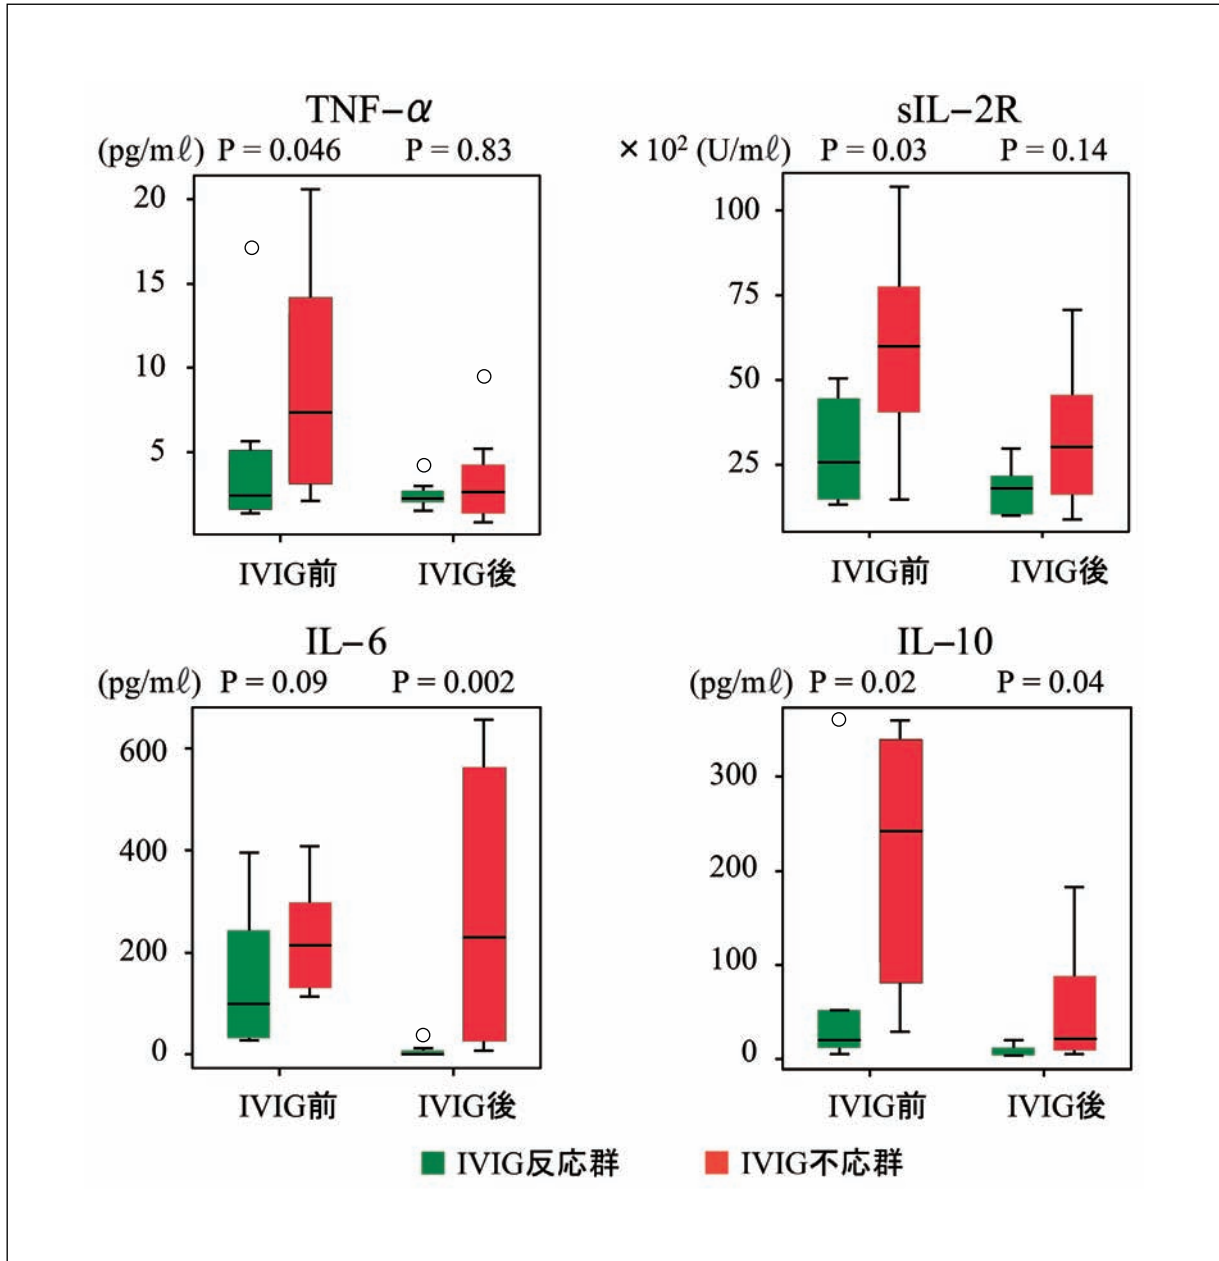 TNF−α
(pg/mℓ) P = 0.046 P = 0.83
20
15
10
5
IVIG前 IVIG後
sIL−2R
×10² (U/mℓ) P = 0.03 P = 0.14
100
75
50
25
IVIG前 IVIG後
IL−6
(pg/mℓ) P = 0.09 P = 0.002
600
400
200
0
IVIG前 IVIG後
IL−10
(pg/mℓ) P = 0.02 P = 0.04
300
200
100
0
IVIG前 IVIG後
IVIG反応群 IVIG不応群